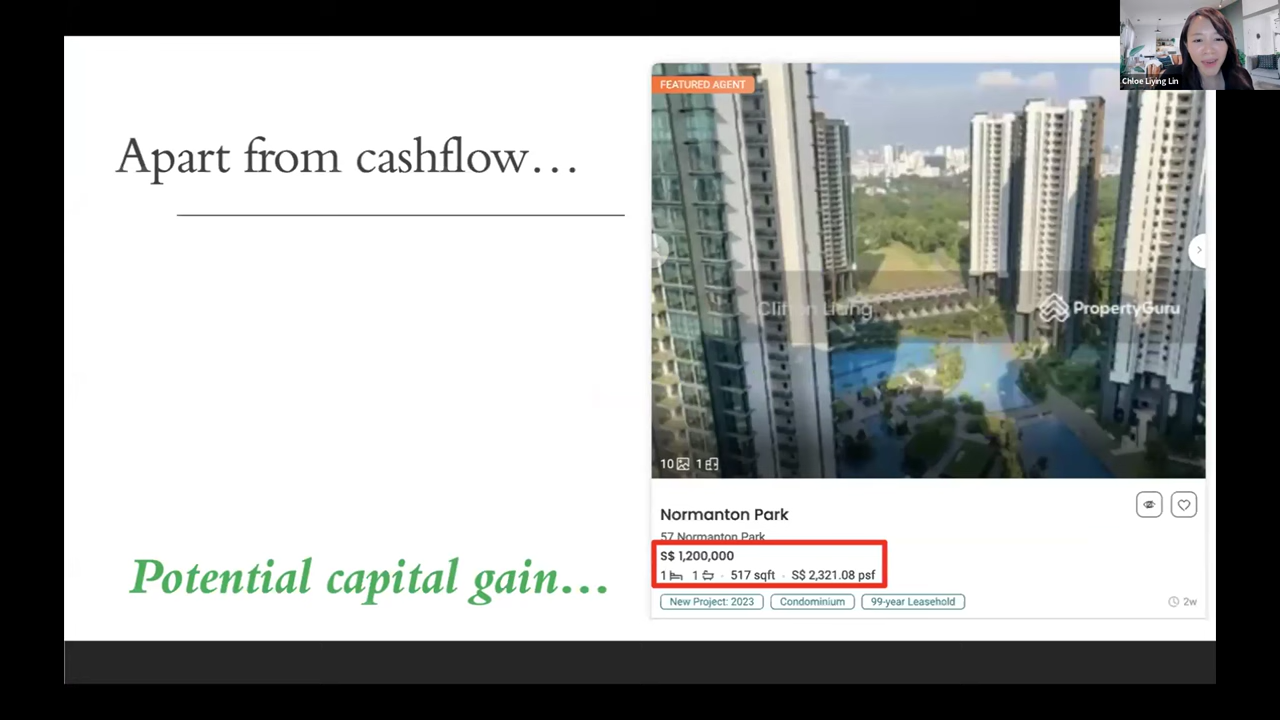 Chloe Liying Lin
Apart from cashflow…
Potential capital gain…
FEATURED AGENT
PropertyGuru
10 1
Normanton Park
57 Normanton Park
S$ 1,200,000
1 1 · 517 sqft · S$ 2,321.08 psf
New Project: 2023 Condominium 99-year Leasehold
2w